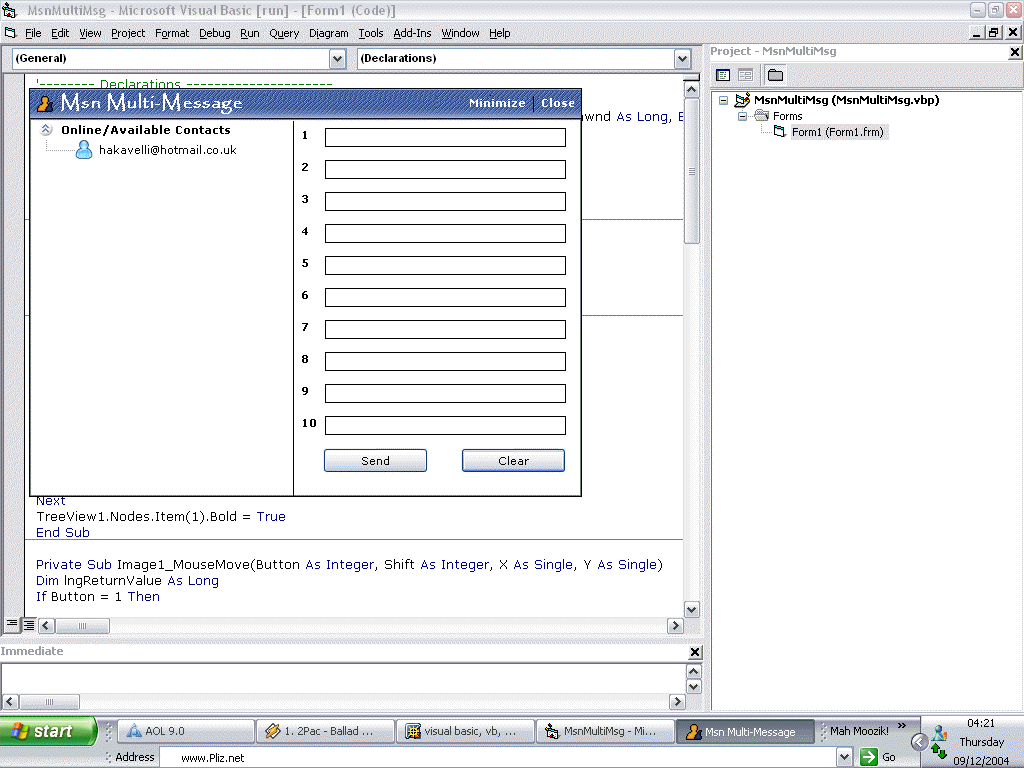 MsnMultiMsg - Microsoft Visual Basic [run] - [Form1 (Code)]
File Edit View Project Format Debug Run Query Diagram Tools Add-Ins Window Help
(General) (Declarations)
Project - MsnMultiMsg
'-------- Declarations ---------------------
Msn Multi-Message Minimize Close
As Long,
MsnMultiMsg (MsnMultiMsg.vbp)
Forms
Form1 (Form1.frm)
Online/Available Contacts
hakavelli@hotmail.co.uk
1
2
3
4
5
6
7
8
9
10
Send Clear
Next
TreeView1.Nodes.Item(1).Bold = True
End Sub
Private Sub Image1_MouseMove(Button As Integer, Shift As Integer, X As Single, Y As Single)
Dim lngReturnValue As Long
If Button = 1 Then
Immediate
start AOL 9.0 1. 2Pac - Ballad ... visual basic, vb, ... MsnMultiMsg - Mi... Msn Multi-Message Mah Moozik! »
Address www.Pliz.net Go
04:21
Thursday
09/12/2004